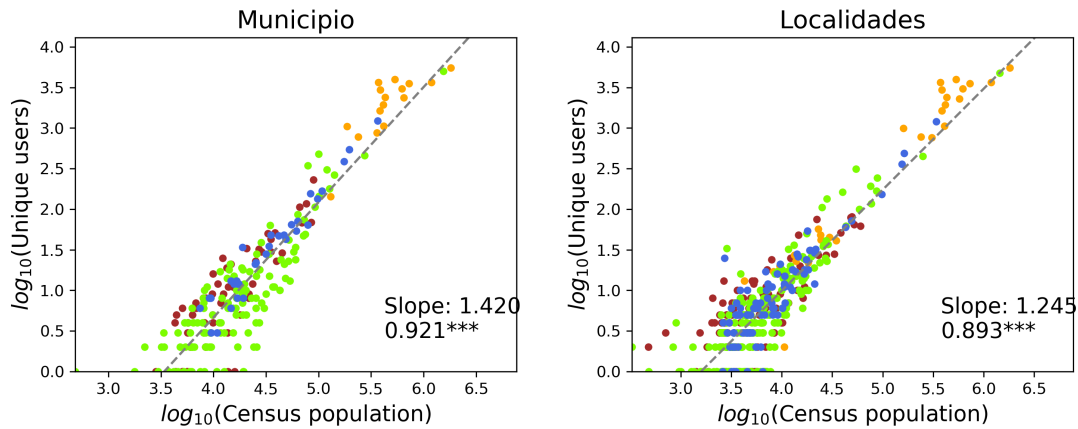 Municipio
Localidades
4.0
3.5
3.0
2.5
2.0
1.5
1.0
0.5
0.0
log10(Unique users)
Slope: 1.420
0.921***
3.0 3.5 4.0 4.5 5.0 5.5 6.0 6.5
log10(Census population)
4.0
3.5
3.0
2.5
2.0
1.5
1.0
0.5
0.0
log10(Unique users)
Slope: 1.245
0.893***
3.0 3.5 4.0 4.5 5.0 5.5 6.0 6.5
log10(Census population)